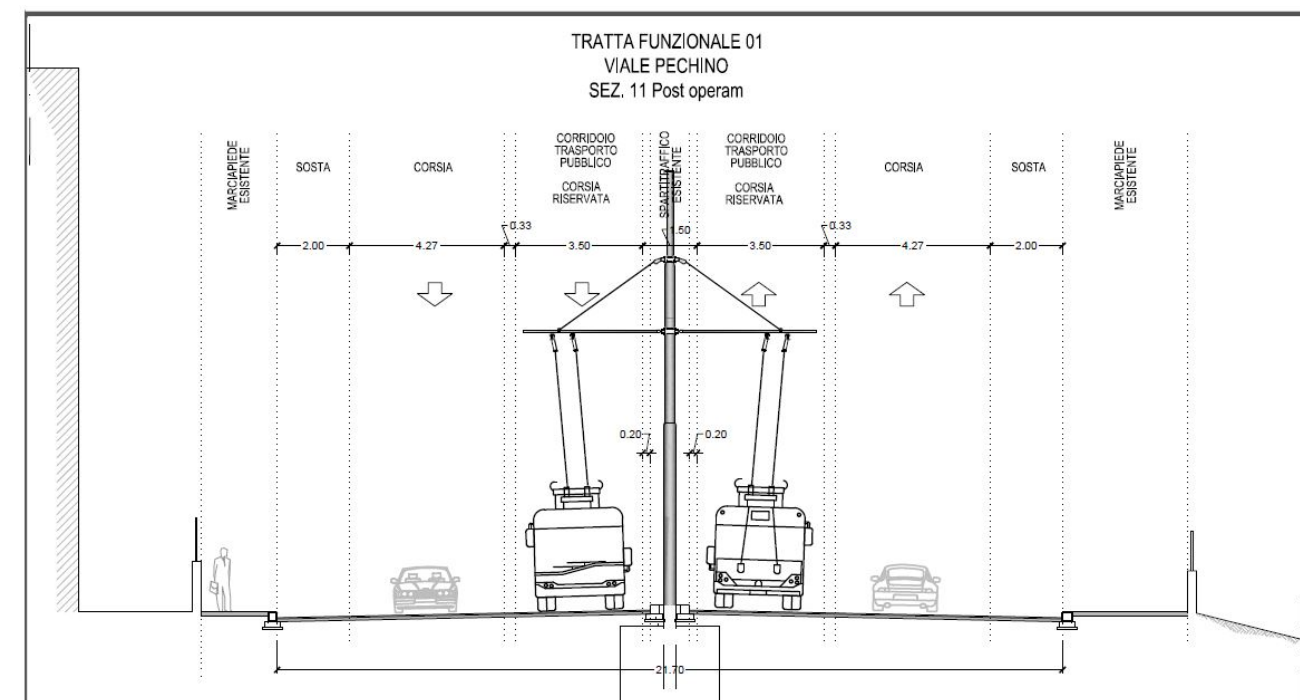 TRATTA FUNZIONALE 01
VIALE PECHINO
SEZ. 11 Post operam
MARCIAPIEDE
ESISTENTE
SOSTA
CORSIA
CORRIDOIO
TRASPORTO
PUBBLICO
CORSIA
RISERVATA
SPARTITRAFFICO
ESISTENTE
CORRIDOIO
TRASPORTO
PUBBLICO
CORSIA
RISERVATA
CORSIA
SOSTA
MARCIAPIEDE
ESISTENTE
2.00
4.27
0.33
3.50
1.50
3.50
0.33
4.27
2.00
0.20
0.20
21.70